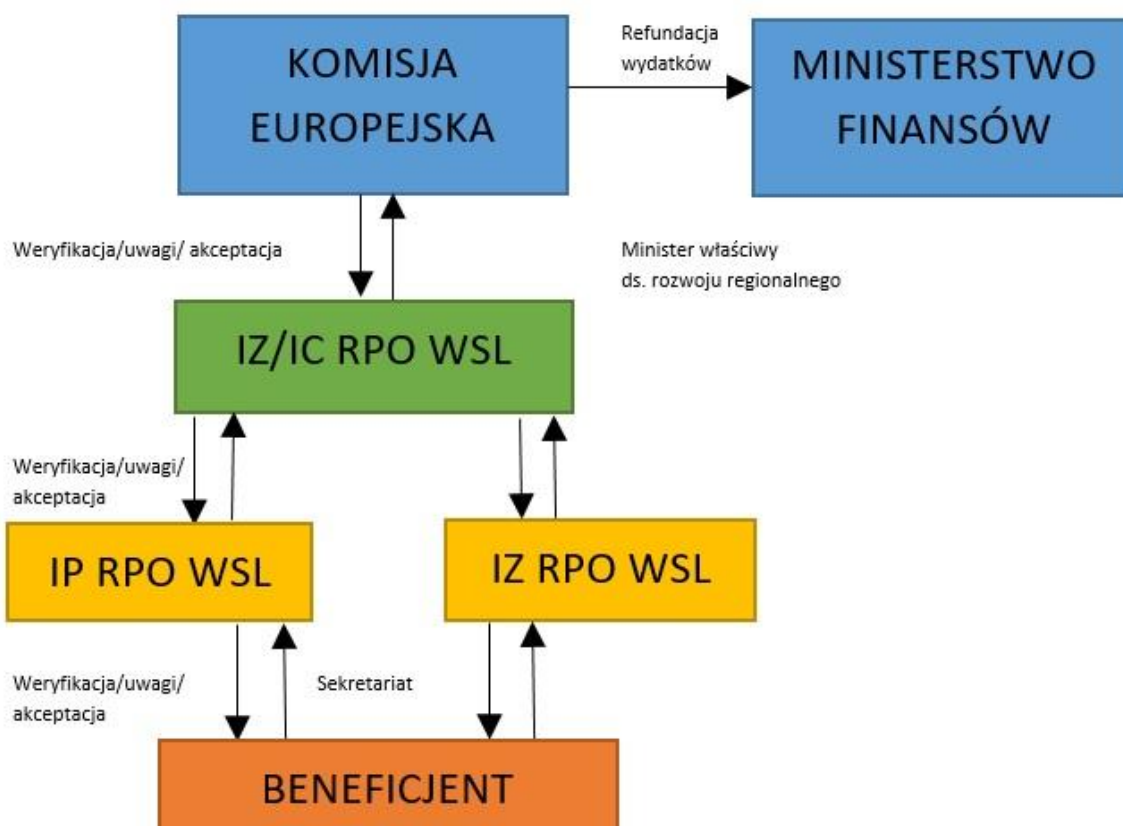 KOMISJA
EUROPEJSKA
Refundacja
wydatków
MINISTERSTWO
FINANSÓW
Weryfikacja/uwagi/ akceptacja
Minister właściwy
ds. rozwoju regionalnego
IZ/IC RPO WSL
Weryfikacja/uwagi/
akceptacja
IP RPO WSL
IZ RPO WSL
Weryfikacja/uwagi/
akceptacja
Sekretariat
BENEFICJENT